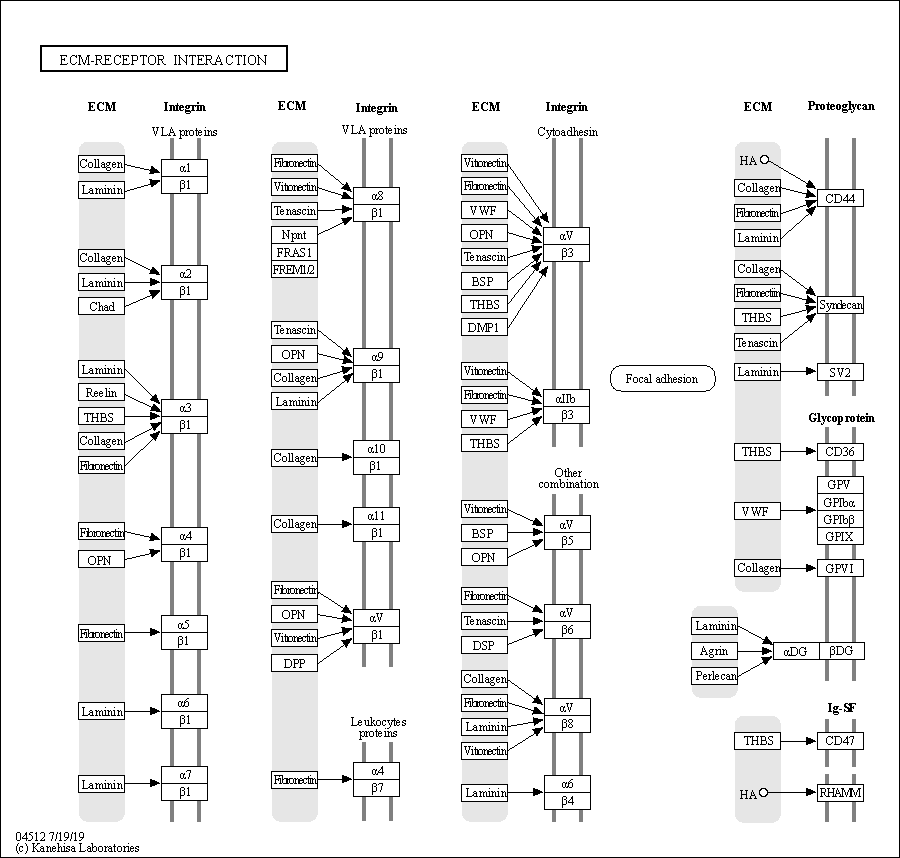 ECM-RECEPTOR INTERACTION
ECM
Integrin
VLA proteins
Collagen
Laminin
α1
β1
Collagen
Laminin
Chad
α2
β1
Laminin
Reelin
THBS
Collagen
Fibronectin
α3
β1
Fibronectin
OPN
α4
β1
Fibronectin
α5
β1
Laminin
α6
β1
Laminin
α7
β1
ECM
Integrin
VLA proteins
Fibronectin
Vitronectin
Tenascin
Npnt
FRAS1
FREM1/2
α8
β1
Tenascin
OPN
Collagen
Laminin
α9
β1
Collagen
α10
β1
Collagen
α11
β1
Fibronectin
OPN
Vitronectin
DPP
αV
β1
Leukocytes
proteins
Fibronectin
α4
β7
ECM
Integrin
Cytoadhesin
Vitronectin
Fibronectin
VWF
OPN
Tenascin
BSP
THBS
DMP1
αV
β3
Vitronectin
Fibronectin
VWF
THBS
αIIb
β3
Other
combination
Vitronectin
BSP
OPN
αV
β5
Fibronectin
Tenascin
DSP
αV
β6
Collagen
Fibronectin
Laminin
Vitronectin
αV
β8
Laminin
α6
β4
Focal adhesion
ECM
Proteoglycan
HA
Collagen
Fibronectin
Laminin
CD44
Collagen
Fibronectin
THBS
Tenascin
Syndecan
Laminin
SV2
Glycoprotein
THBS
CD36
VWF
GPV
GPIbα
GPIbβ
GPIX
Collagen
GPVI
Laminin
Agrin
Perlecan
αDG
βDG
Ig-SF
THBS
CD47
HA
RHAMM
04512 7/19/19
(c) Kanehisa Laboratories